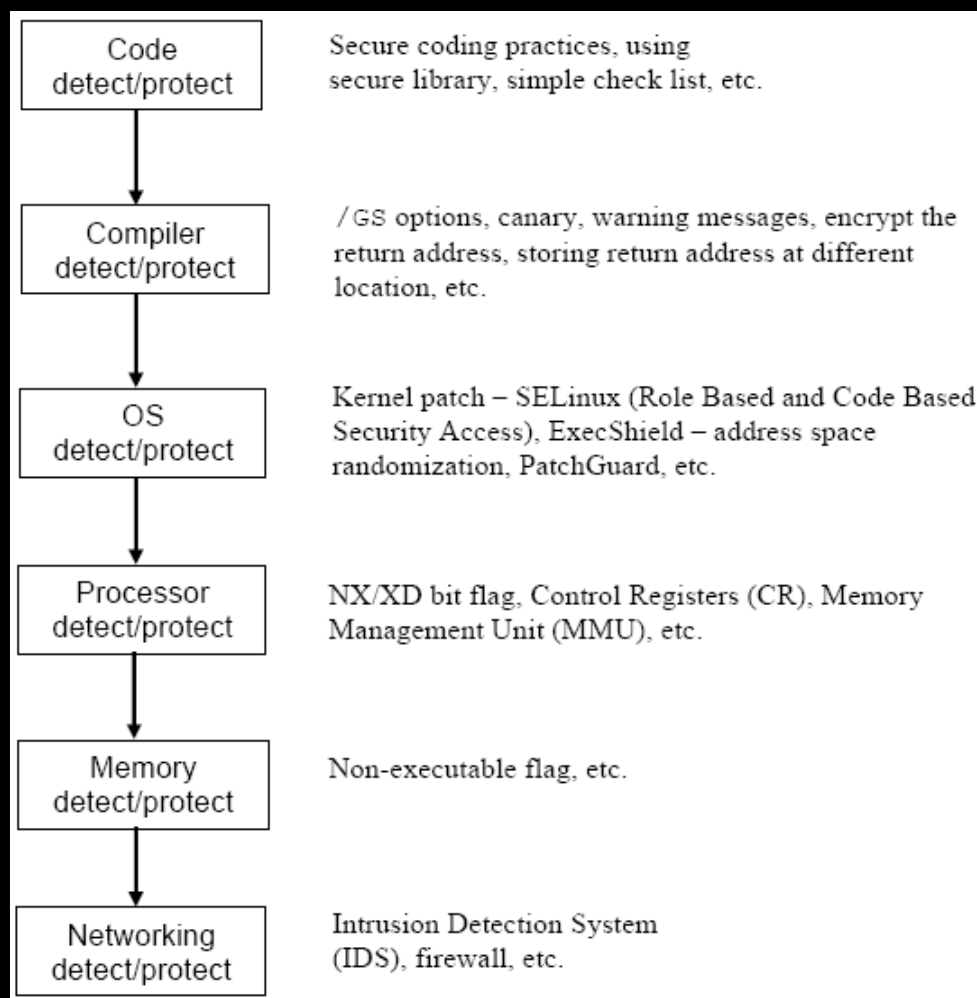 Code
detect/protect
Secure coding practices, using
secure library, simple check list, etc.
Compiler
detect/protect
/GS options, canary, warning messages, encrypt the
return address, storing return address at different
location, etc.
OS
detect/protect
Kernel patch – SELinux (Role Based and Code Based
Security Access), ExecShield – address space
randomization, PatchGuard, etc.
Processor
detect/protect
NX/XD bit flag, Control Registers (CR), Memory
Management Unit (MMU), etc.
Memory
detect/protect
Non-executable flag, etc.
Networking
detect/protect
Intrusion Detection System
(IDS), firewall, etc.